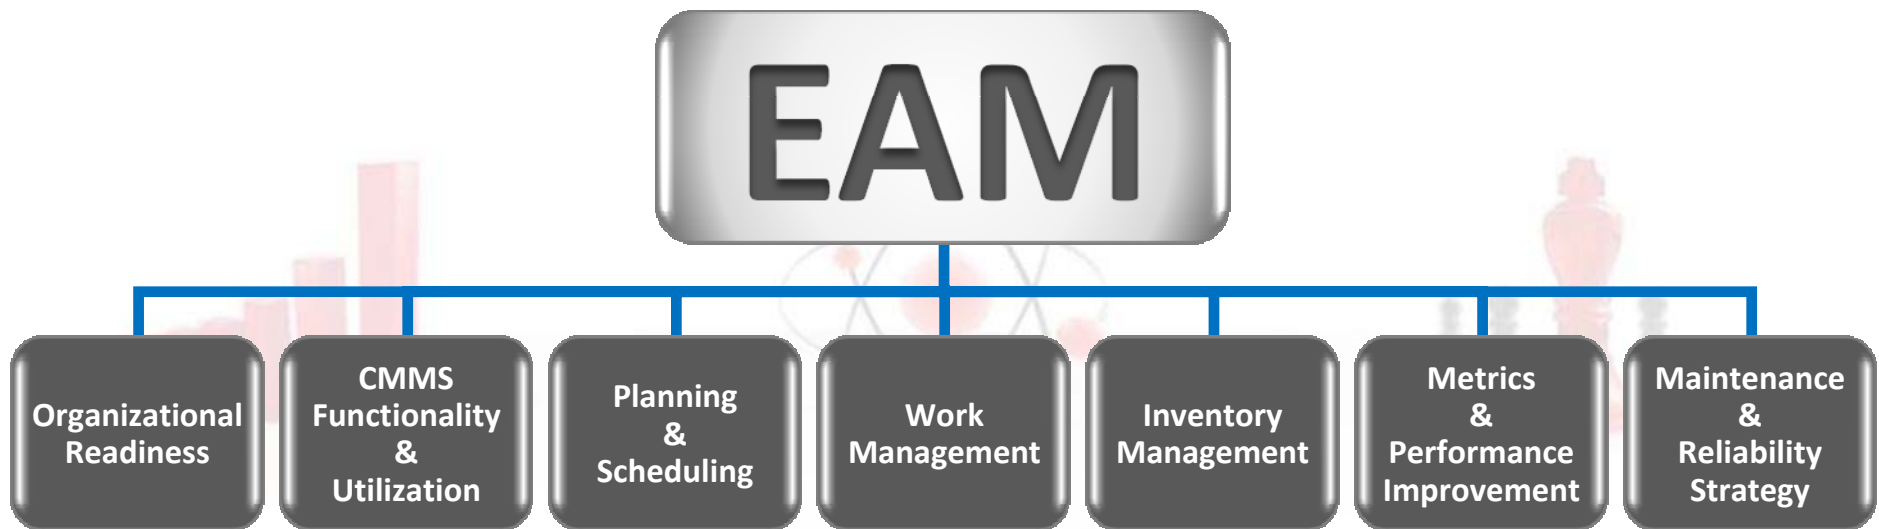 EAM
Organizational
Readiness
CMMS
Functionality
&
Utilization
Planning
&
Scheduling
Work
Management
Inventory
Management
Metrics
&
Performance
Improvement
Maintenance
&
Reliability
Strategy